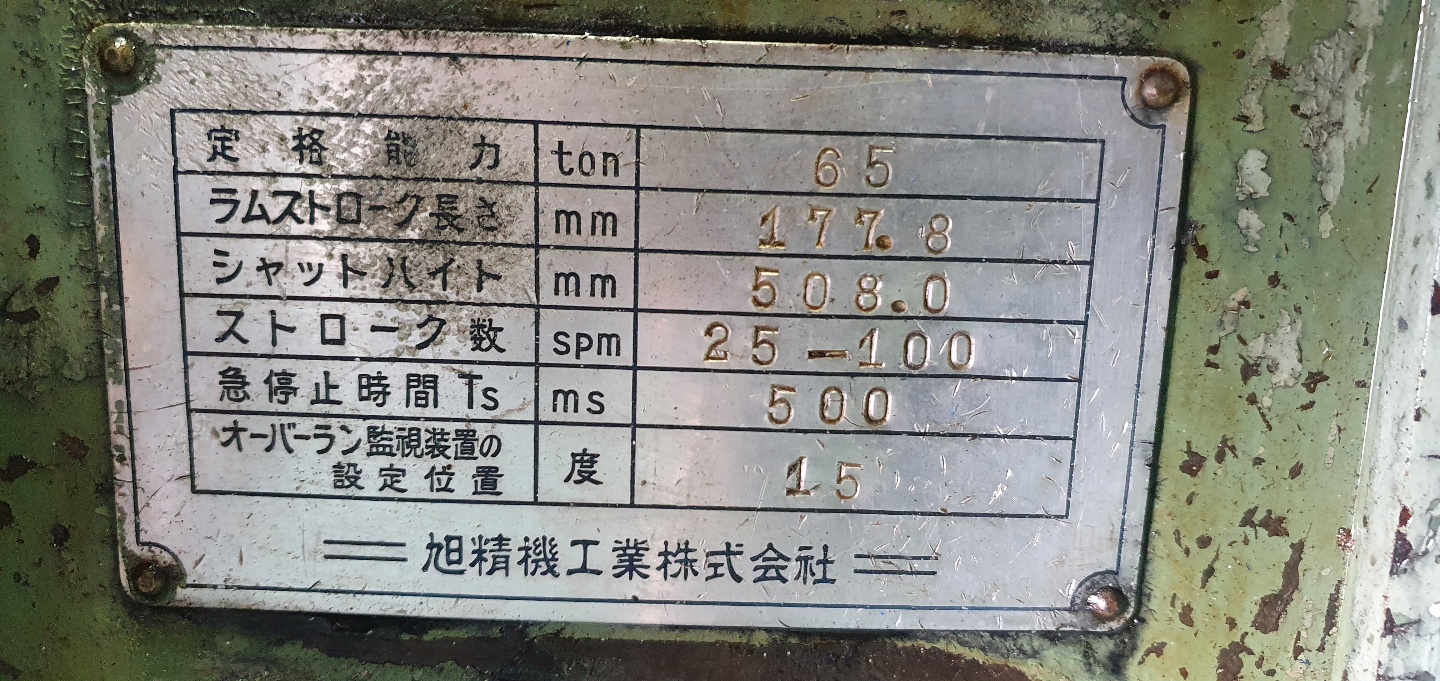 定格能力 ton 65
ラムストローク長さ mm 177.8
シャットハイト mm 508.0
ストローク数 spm 25-100
急停止時間 Ts ms 500
オーバーラン監視装置の
設定位置 度 15
旭精機工業株式会社